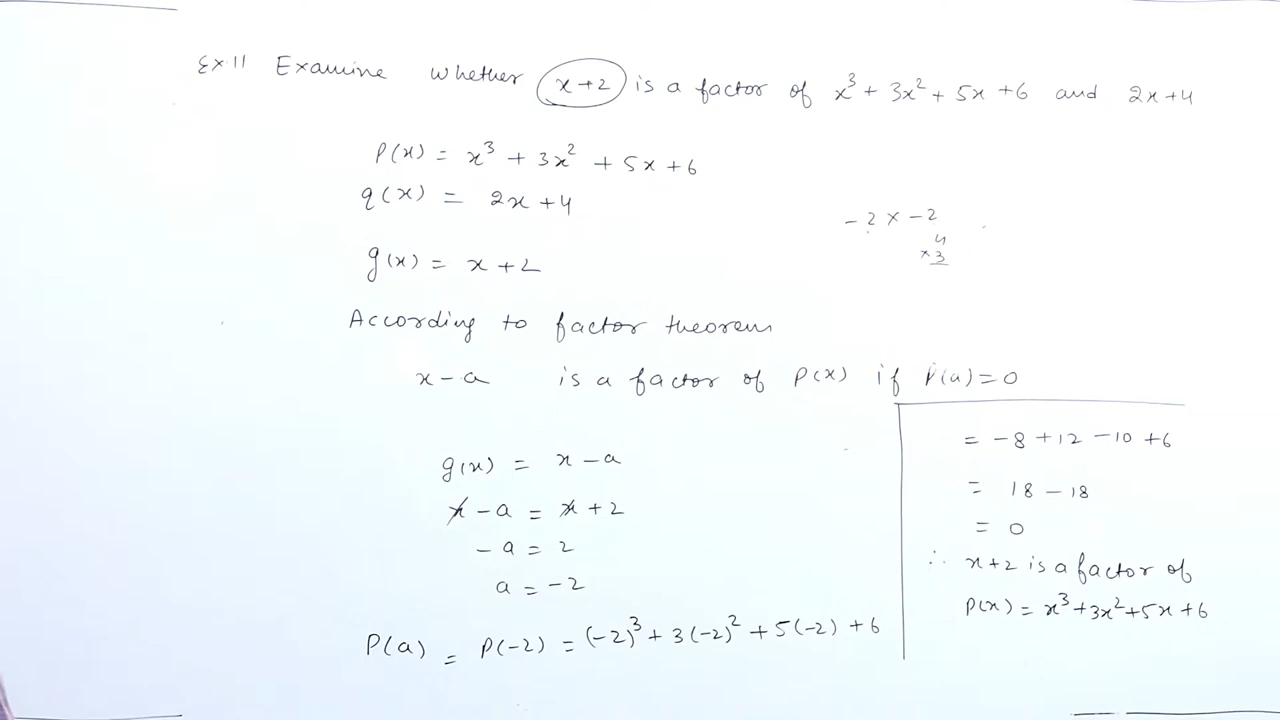 Ex.11 Examine whether x+2 is a factor of x³ + 3x² + 5x + 6 and 2x+4
P(x) = x³ + 3x² + 5x + 6
q(x) = 2x + 4
-2 × -2
4
×3
g(x) = x + 2
According to factor theorem
x - a is a factor of P(x) if P(a) = 0
g(x) = x - a
x - a = x + 2
- a = 2
a = -2
P(a) = P(-2) = (-2)³ + 3(-2)² + 5(-2) + 6
= -8 + 12 - 10 + 6
= 18 - 18
= 0
∴ x+2 is a factor of
P(x) = x³ + 3x² + 5x + 6